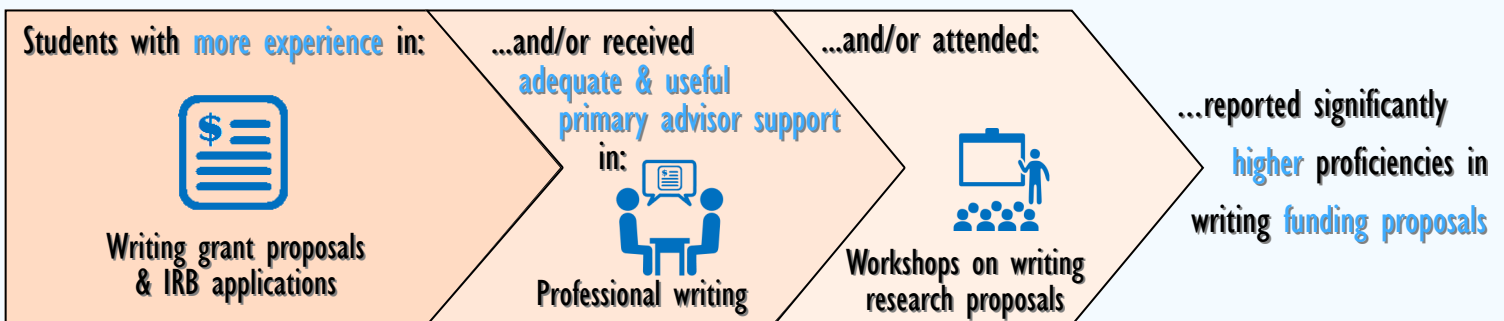 Students with more experience in:
$
Writing grant proposals
& IRB applications
...and/or received
adequate & useful
primary advisor support
in:
$
Professional writing
...and/or attended:
Workshops on writing
research proposals
...reported significantly
higher proficiencies in
writing funding proposals